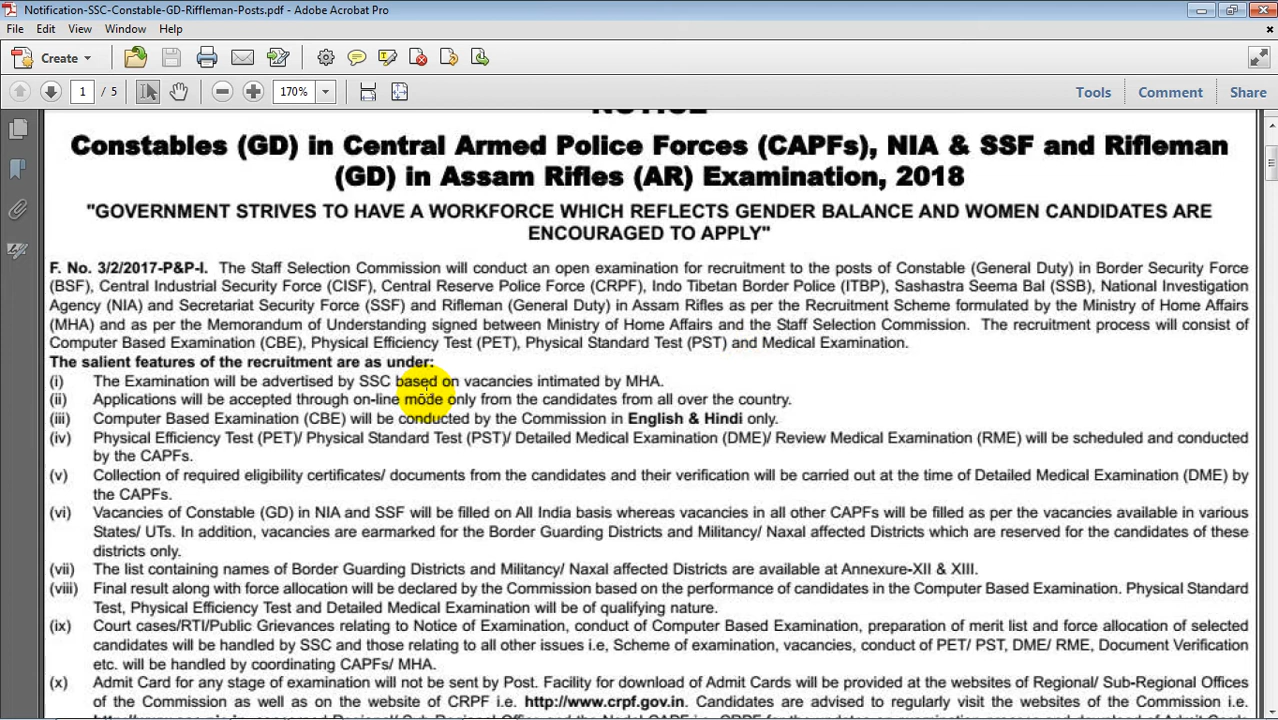 Notification-SSC-Constable-GD-Riffleman-Posts.pdf - Adobe Acrobat Pro
File Edit View Window Help
Create
1 / 5 170% Tools Comment Share
NOTICE
Constables (GD) in Central Armed Police Forces (CAPFs), NIA & SSF and Rifleman
(GD) in Assam Rifles (AR) Examination, 2018
"GOVERNMENT STRIVES TO HAVE A WORKFORCE WHICH REFLECTS GENDER BALANCE AND WOMEN CANDIDATES ARE
ENCOURAGED TO APPLY"
F. No. 3/2/2017-P&P-I. The Staff Selection Commission will conduct an open examination for recruitment to the posts of Constable (General Duty) in Border Security Force
(BSF), Central Industrial Security Force (CISF), Central Reserve Police Force (CRPF), Indo Tibetan Border Police (ITBP), Sashastra Seema Bal (SSB), National Investigation
Agency (NIA) and Secretariat Security Force (SSF) and Rifleman (General Duty) in Assam Rifles as per the Recruitment Scheme formulated by the Ministry of Home Affairs
(MHA) and as per the Memorandum of Understanding signed between Ministry of Home Affairs and the Staff Selection Commission. The recruitment process will consist of
Computer Based Examination (CBE), Physical Efficiency Test (PET), Physical Standard Test (PST) and Medical Examination.
The salient features of the recruitment are as under:
(i) The Examination will be advertised by SSC based on vacancies intimated by MHA.
(ii) Applications will be accepted through on-line mode only from the candidates from all over the country.
(iii) Computer Based Examination (CBE) will be conducted by the Commission in English & Hindi only.
(iv) Physical Efficiency Test (PET)/ Physical Standard Test (PST)/ Detailed Medical Examination (DME)/ Review Medical Examination (RME) will be scheduled and conducted
by the CAPFs.
(v) Collection of required eligibility certificates/ documents from the candidates and their verification will be carried out at the time of Detailed Medical Examination (DME) by
the CAPFs.
(vi) Vacancies of Constable (GD) in NIA and SSF will be filled on All India basis whereas vacancies in all other CAPFs will be filled as per the vacancies available in various
States/ UTs. In addition, vacancies are earmarked for the Border Guarding Districts and Militancy/ Naxal affected Districts which are reserved for the candidates of these
districts only.
(vii) The list containing names of Border Guarding Districts and Militancy/ Naxal affected Districts are available at Annexure-XII & XIII.
(viii) Final result along with force allocation will be declared by the Commission based on the performance of candidates in the Computer Based Examination. Physical Standard
Test, Physical Efficiency Test and Detailed Medical Examination will be of qualifying nature.
(ix) Court cases/RTI/Public Grievances relating to Notice of Examination, conduct of Computer Based Examination, preparation of merit list and force allocation of selected
candidates will be handled by SSC and those relating to all other issues i.e, Scheme of examination, vacancies, conduct of PET/ PST, DME/ RME, Document Verification
etc. will be handled by coordinating CAPFs/ MHA.
(x) Admit Card for any stage of examination will not be sent by Post. Facility for download of Admit Cards will be provided at the websites of Regional/ Sub-Regional Offices
of the Commission as well as on the website of CRPF i.e. http://www.crpf.gov.in. Candidates are advised to regularly visit the websites of the Commission i.e.